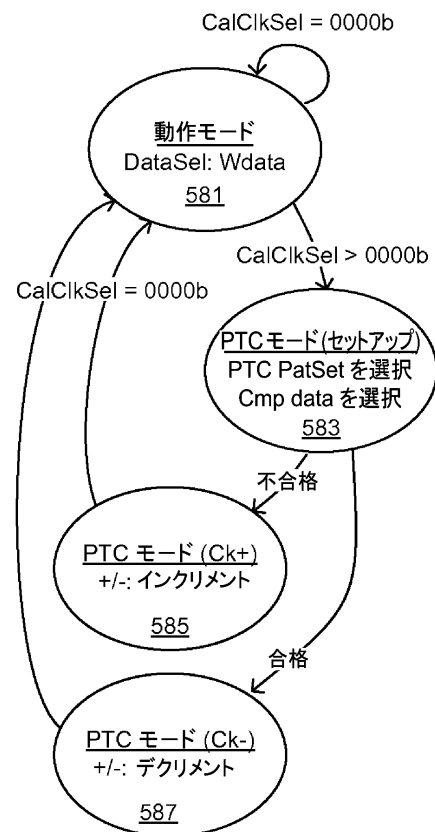 CalClkSel = 0000b
動作モード
DataSel: Wdata
581
CalClkSel > 0000b
CalClkSel = 0000b
PTCモード(セットアップ)
PTC PatSet を選択
Cmp data を選択
583
不合格
PTC モード (Ck+)
+/-: インクリメント
585
合格
PTC モード (Ck-)
+/-: デクリメント
587